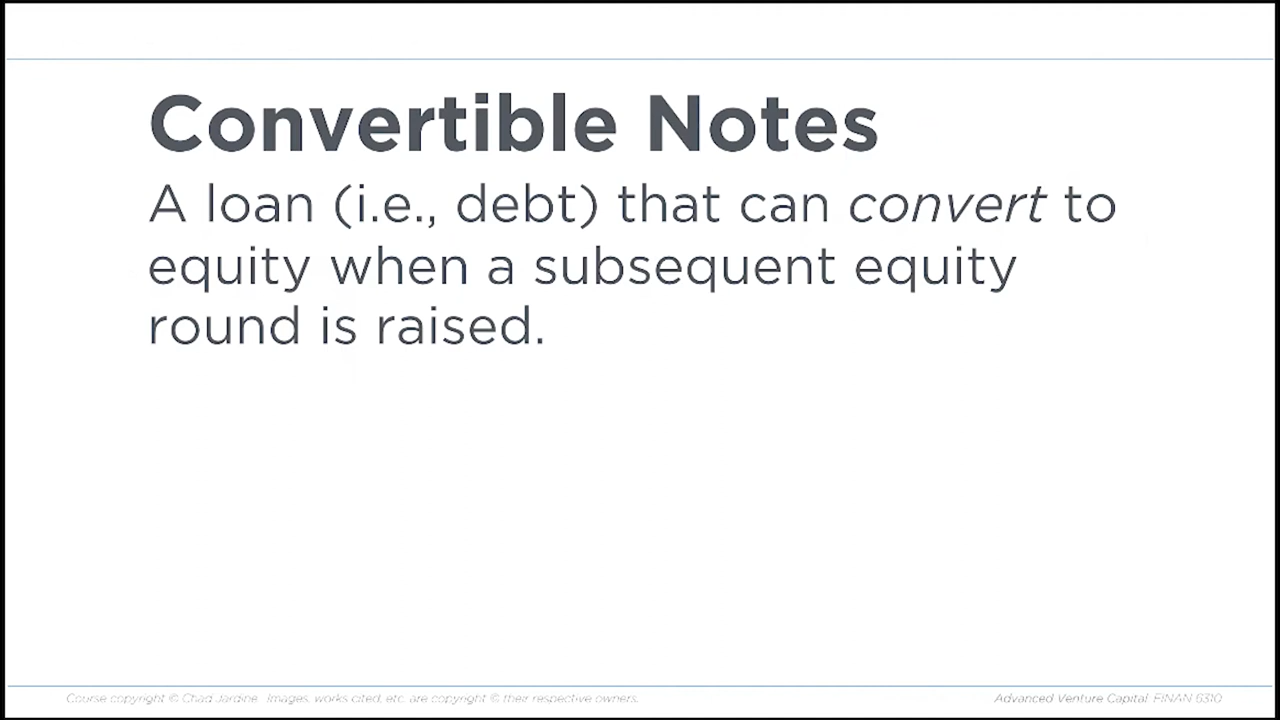 Convertible Notes
A loan (i.e., debt) that can convert to
equity when a subsequent equity
round is raised.
Course copyright © Chad Jardine. Images, works cited, etc. are copyright © their respective owners.
Advanced Venture Capital FINAN 6310